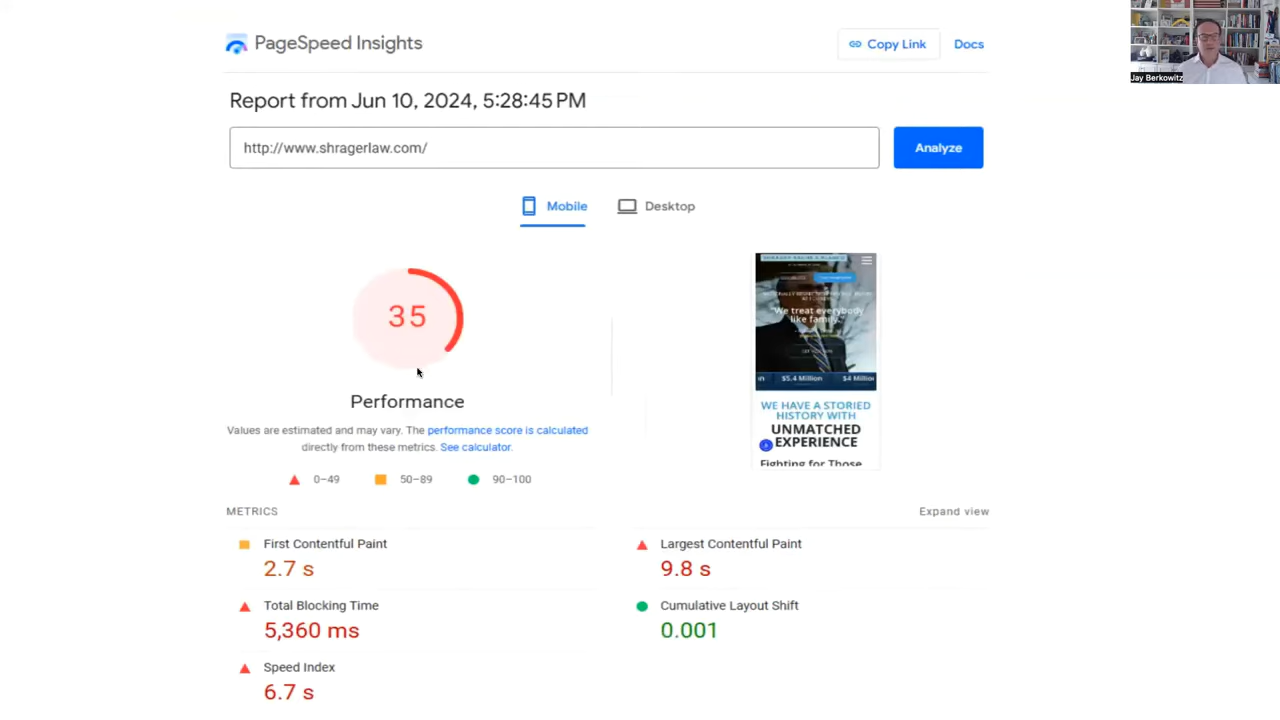 PageSpeed Insights
Copy Link
Docs
Jay Berkowitz
Report from Jun 10, 2024, 5:28:45 PM
http://www.shragerlaw.com/
Analyze
Mobile
Desktop
35
Performance
Values are estimated and may vary. The performance score is calculated
directly from these metrics. See calculator.
0–49
50–89
90–100
"We treat everybody
like family."
$5.4 Million
$4 Million
WE HAVE A STORIED
HISTORY WITH
UNMATCHED
EXPERIENCE
Fighting for Those
METRICS
Expand view
First Contentful Paint
2.7 s
Largest Contentful Paint
9.8 s
Total Blocking Time
5,360 ms
Cumulative Layout Shift
0.001
Speed Index
6.7 s